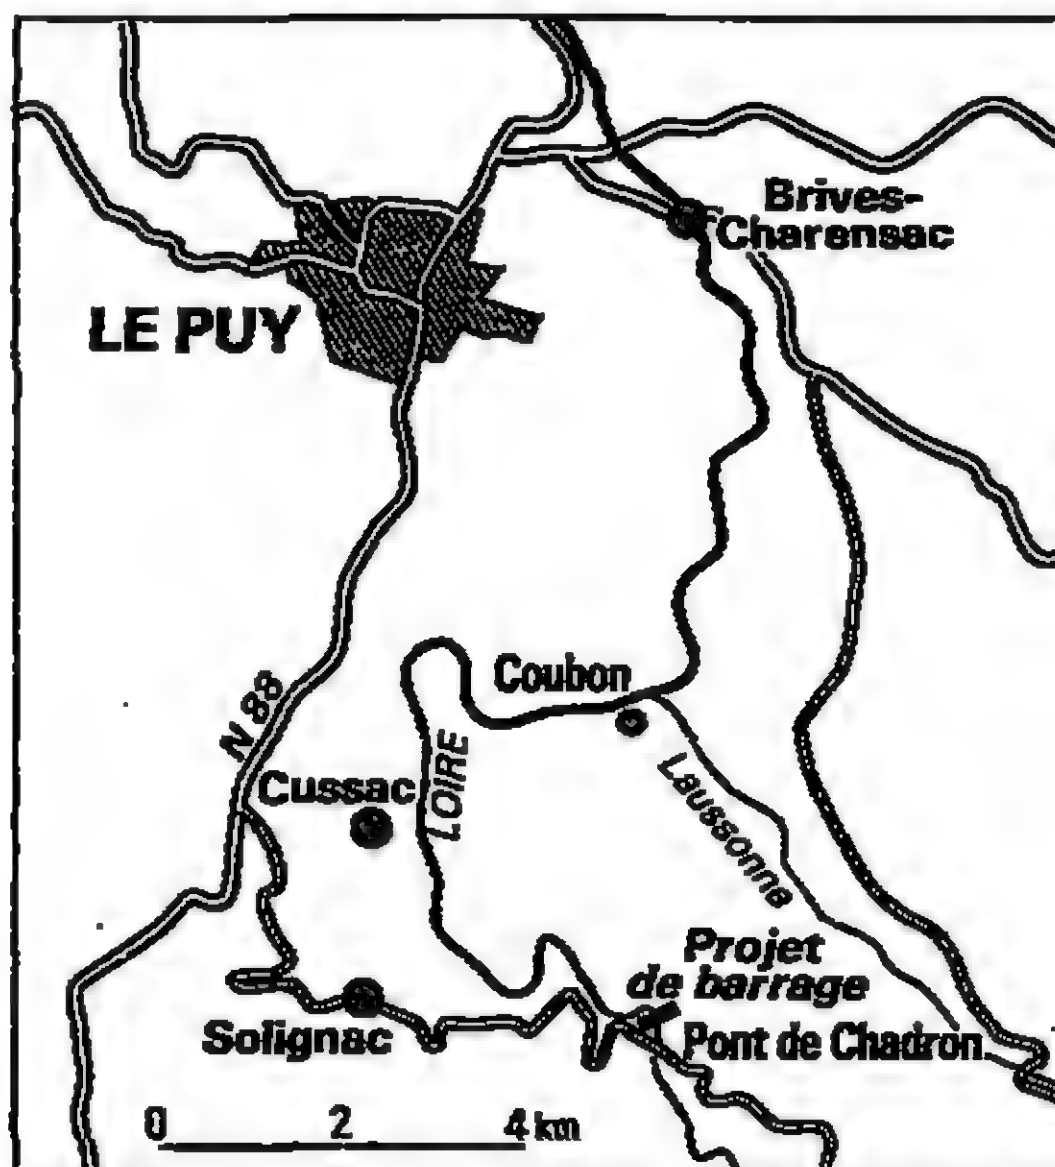 Brives-
Charensac
LE PUY
Coubon
N 88
LOIRE
Cussac
Laussonne
Projet
de barrage
Solignac
Pont de Chadron
0 2 4 km